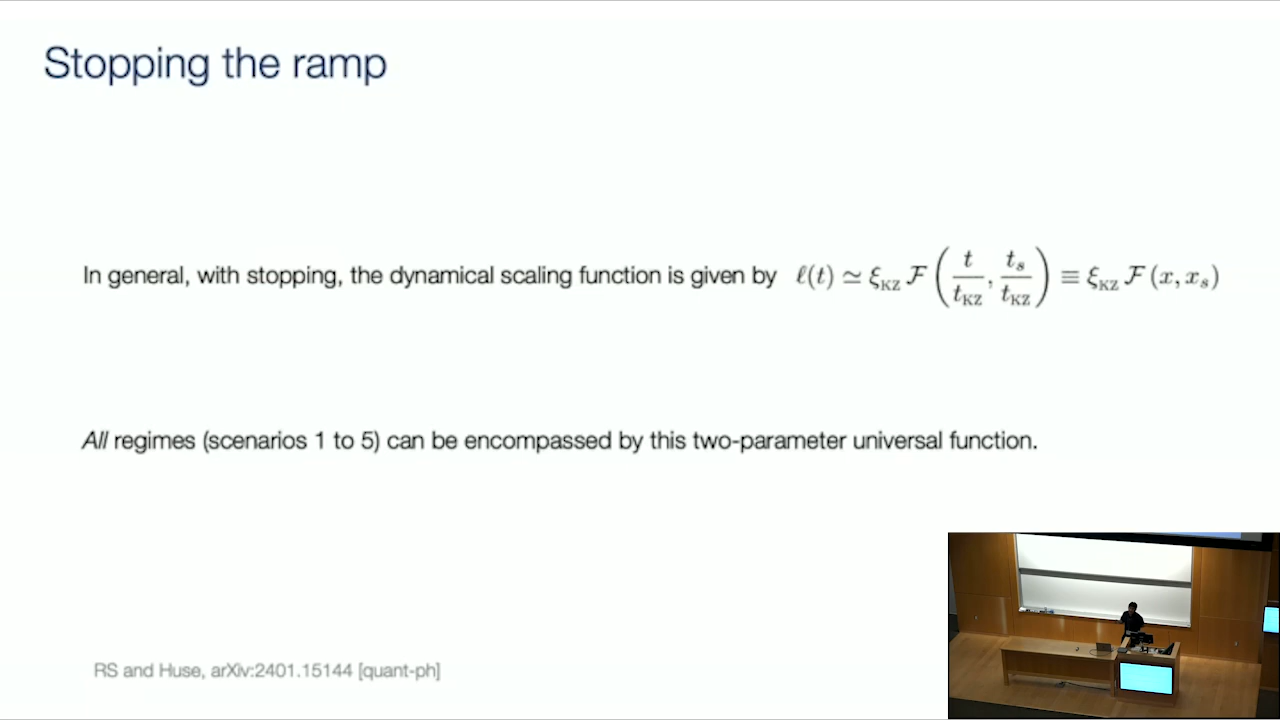 Stopping the ramp
In general, with stopping, the dynamical scaling function is given by ℓ(t) ≃ ξ_KZ ℱ(t/t_KZ, t_s/t_KZ) ≡ ξ_KZ ℱ(x, x_s)
All regimes (scenarios 1 to 5) can be encompassed by this two-parameter universal function.
RS and Huse, arXiv:2401.15144 [quant-ph]